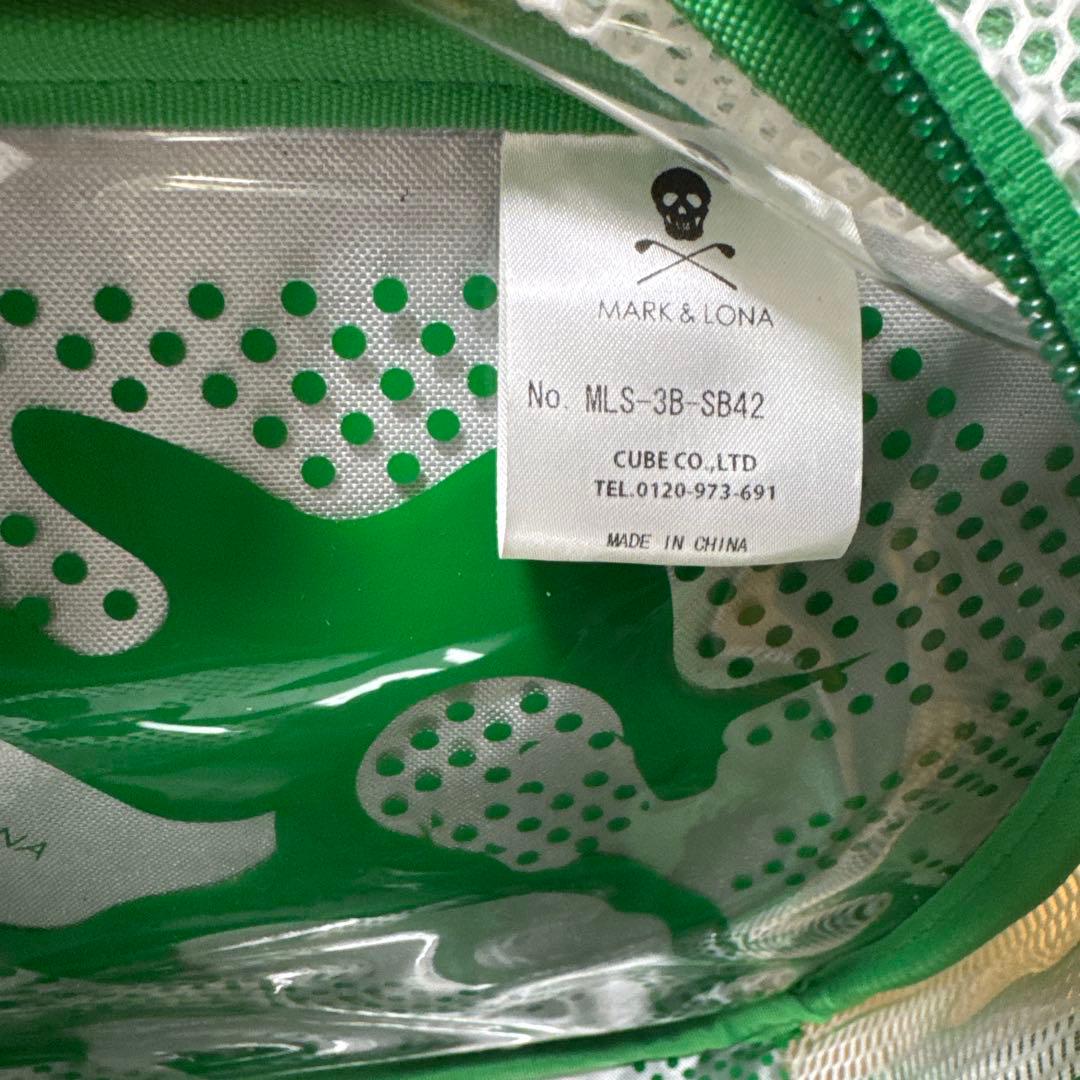 MARK & LONA
No. MLS-3B-SB42
CUBE CO.,LTD
TEL.0120-973-691
MADE IN CHINA